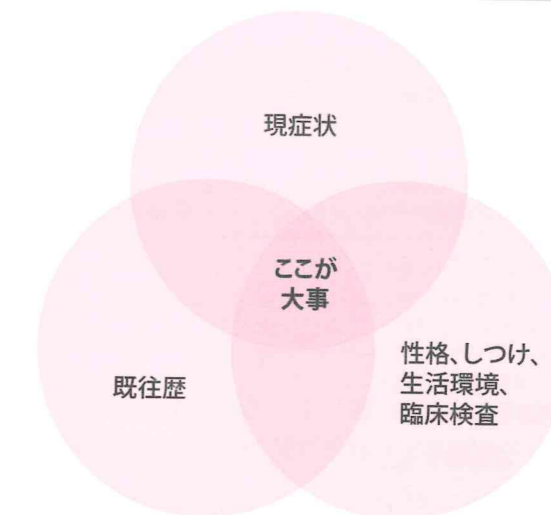 現症状
ここが
大事
既往歴
性格、しつけ、
生活環境、
臨床検査